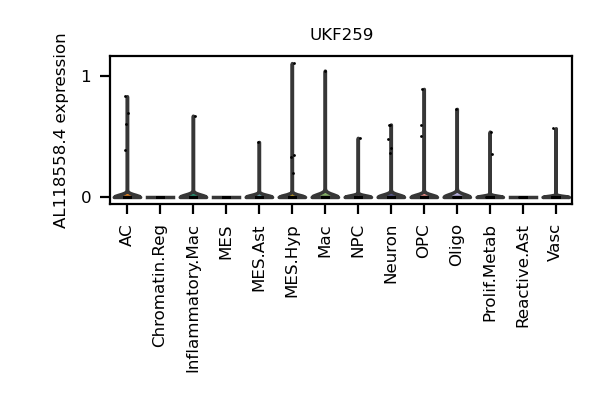 UKF259
AL118558.4 expression
1
0
AC
Chromatin.Reg
Inflammatory.Mac
MES
MES.Ast
MES.Hyp
Mac
NPC
Neuron
OPC
Oligo
Prolif.Metab
Reactive.Ast
Vasc